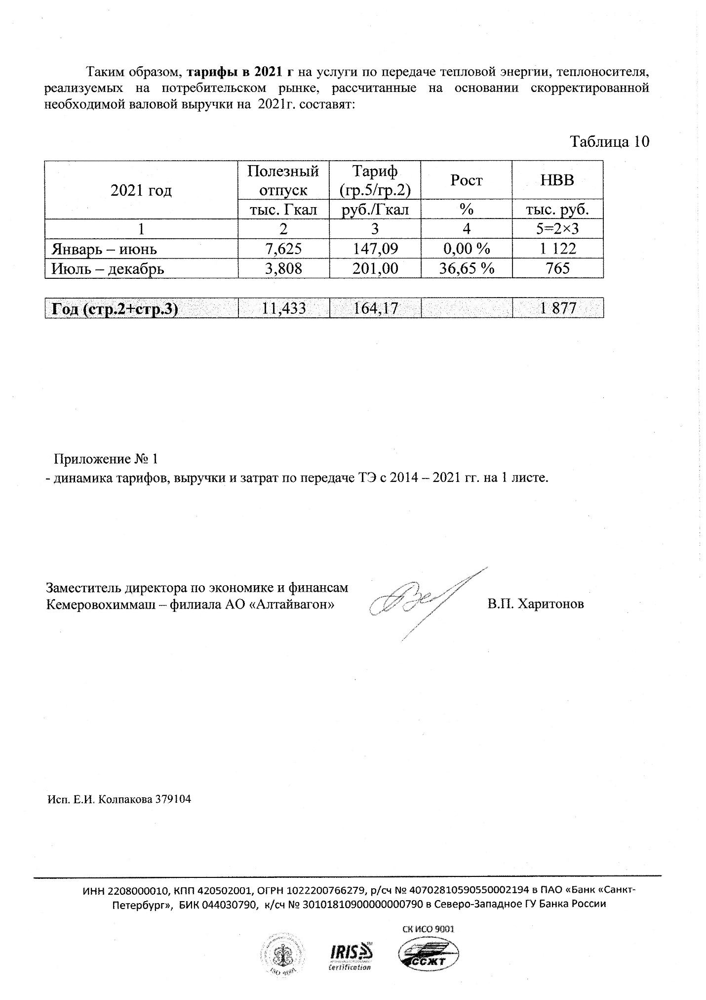 Таким образом, тарифы в 2021 г на услуги по передаче тепловой энергии, теплоносителя,
реализуемых на потребительском рынке, рассчитанные на основании скорректированной
необходимой валовой выручки на 2021г. составят:
Таблица 10
2021 год Полезный отпуск Тариф (гр.5/гр.2) Рост НВВ
тыс. Гкал руб./Гкал % тыс. руб.
1 2 3 4 5=2×3
Январь – июнь 7,625 147,09 0,00 % 1 122
Июль – декабрь 3,808 201,00 36,65 % 765
Год (стр.2+стр.3) 11,433 164,17 1 877
Приложение № 1
- динамика тарифов, выручки и затрат по передаче ТЭ с 2014 – 2021 гг. на 1 листе.
Заместитель директора по экономике и финансам
Кемеровохиммаш – филиала АО «Алтайвагон» В.П. Харитонов
Исп. Е.И. Колпакова 379104
ИНН 2208000010, КПП 420502001, ОГРН 1022200766279, р/сч № 40702810590550002194 в ПАО «Банк «Санкт-
Петербург», БИК 044030790, к/сч № 30101810900000000790 в Северо-Западное ГУ Банка России
СК ИСО 9001
ISO 9001
IRIS
Certification
ССЖТ